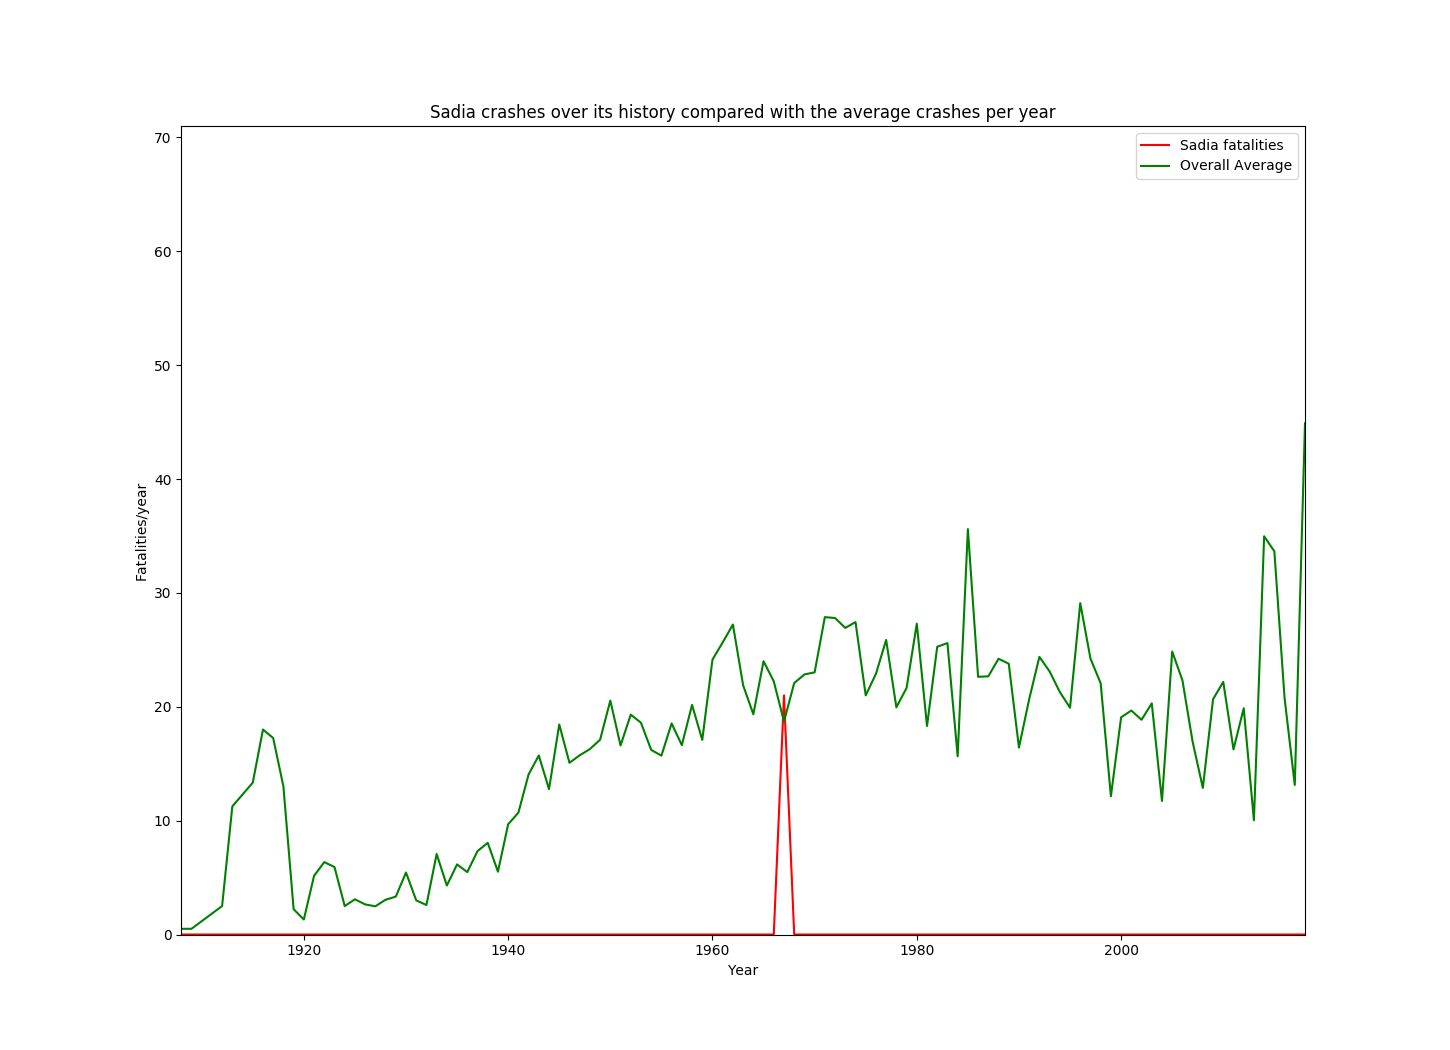 Sadia crashes over its history compared with the average crashes per year
Sadia fatalities
Overall Average
Fatalities/year
70
60
50
40
30
20
10
0
1920
1940
1960
1980
2000
Year